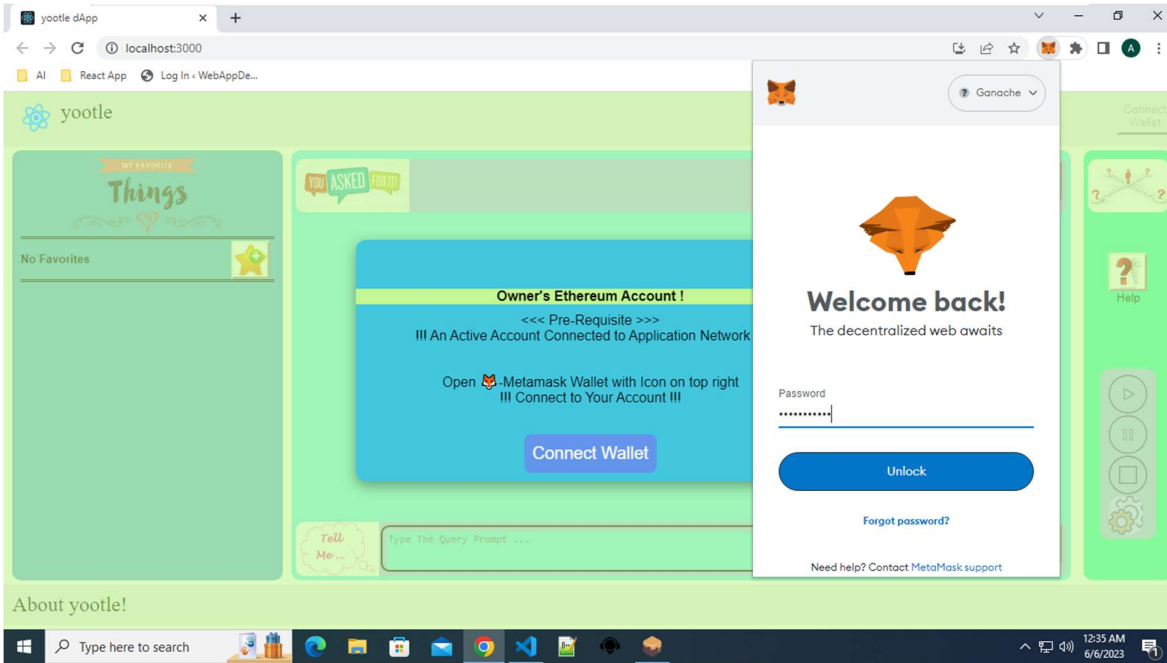 yootle dApp
localhost:3000
A
AI
React App
Log In ‹ WebAppDe...
yootle
Connect
Wallet
MY FAVORITE
Things
No Favorites
YOU ASKED FOR IT!
Owner's Ethereum Account !
<<< Pre-Requisite >>>
!!! An Active Account Connected to Application Network
Open -Metamask Wallet with Icon on top right
!!! Connect to Your Account !!!
Connect Wallet
Tell
Me ...
Type The Query Prompt ...
? Ganache
Welcome back!
The decentralized web awaits
Password
•••••••••••
Unlock
Forgot password?
Need help? Contact MetaMask support
? ?
? ?
?
Help
About yootle!
Type here to search
12:35 AM
6/6/2023
1